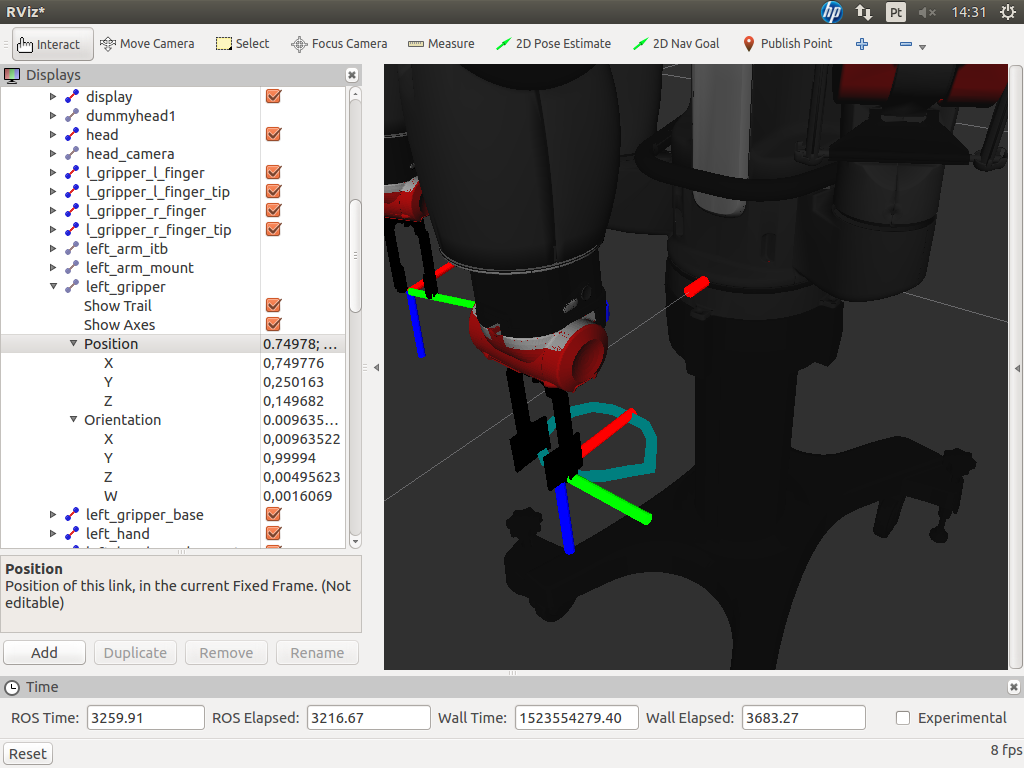 RViz*
hp Pt 14:31
Interact Move Camera Select Focus Camera Measure 2D Pose Estimate 2D Nav Goal Publish Point
Displays
display
dummyhead1
head
head_camera
l_gripper_l_finger
l_gripper_l_finger_tip
l_gripper_r_finger
l_gripper_r_finger_tip
left_arm_itb
left_arm_mount
left_gripper
Show Trail
Show Axes
Position 0.74978; ...
X 0,749776
Y 0,250163
Z 0,149682
Orientation 0.009635...
X 0,00963522
Y 0,99994
Z 0,00495623
W 0,0016069
left_gripper_base
left_hand
Position
Position of this link, in the current Fixed Frame. (Not
editable)
Add Duplicate Remove Rename
Time
ROS Time: 3259.91 ROS Elapsed: 3216.67 Wall Time: 1523554279.40 Wall Elapsed: 3683.27 Experimental
Reset 8 fps